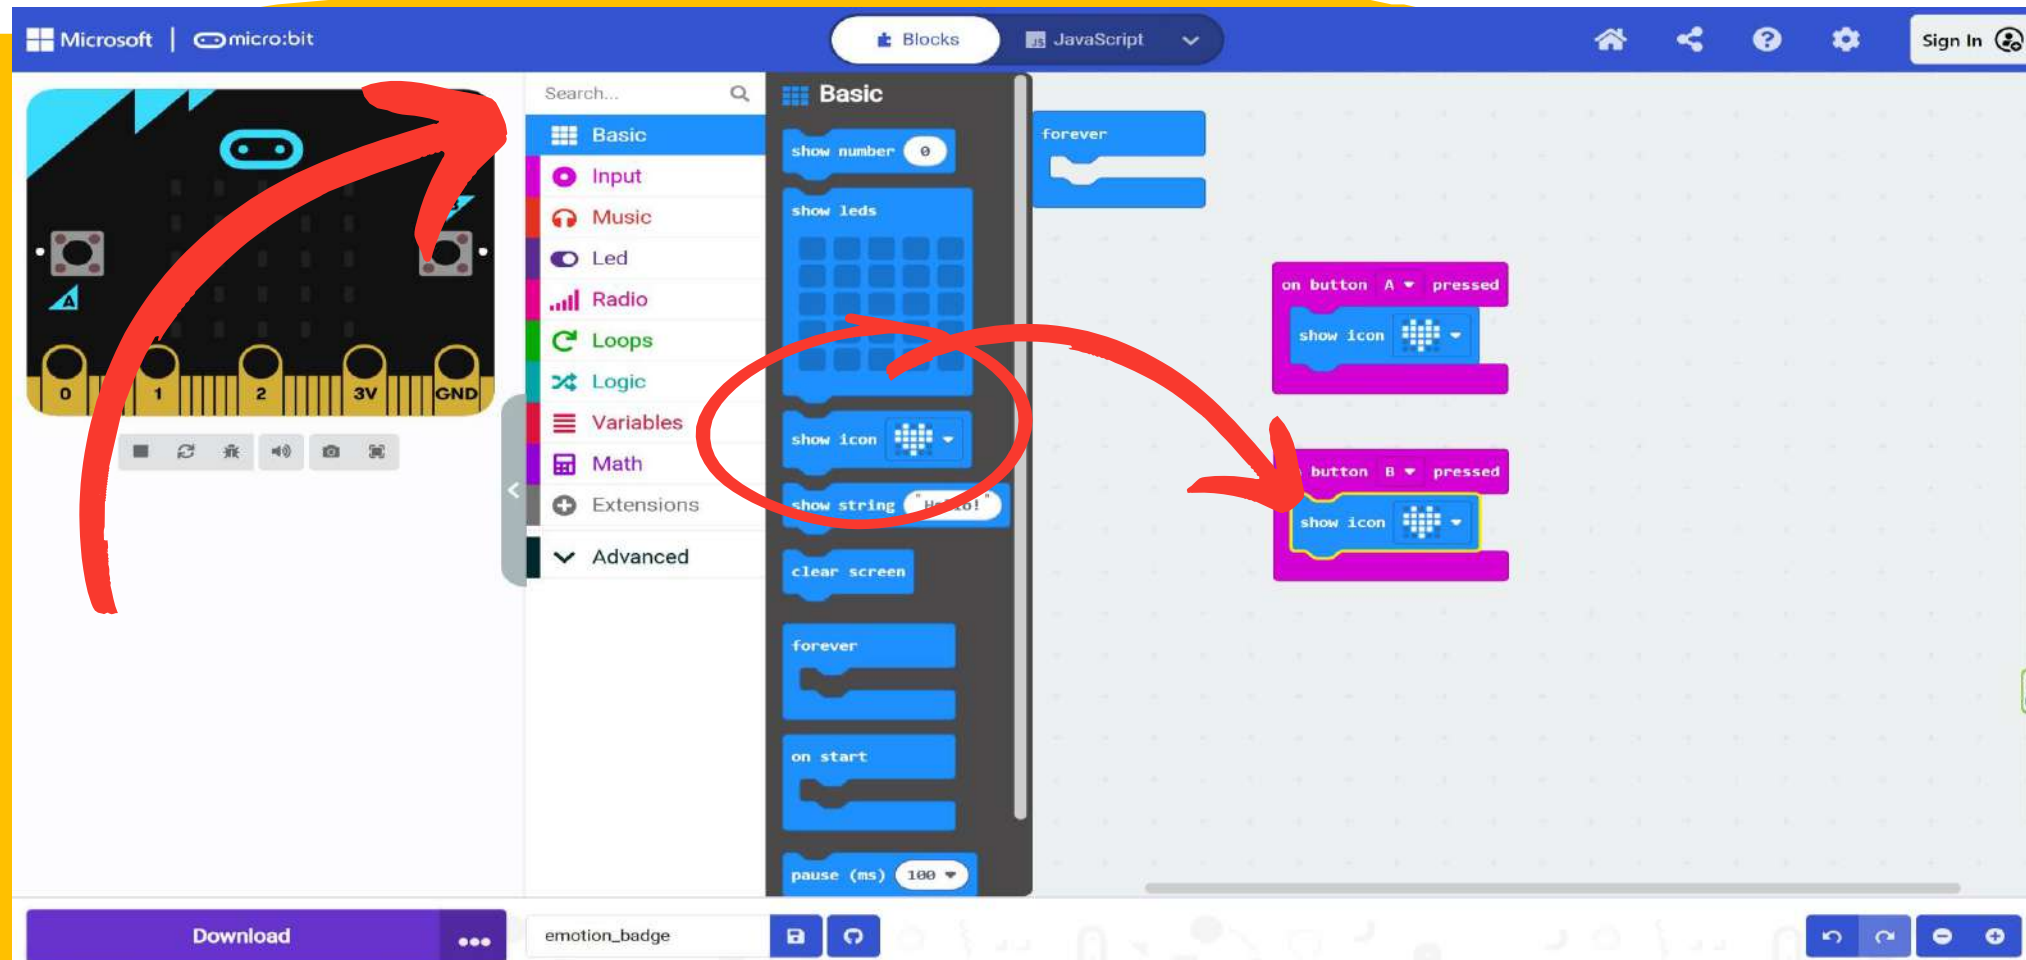 Microsoft | micro:bit
Blocks
JS JavaScript
Sign In
A
0 1 2 3V GND
Search...
Basic
Input
Music
Led
Radio
Loops
Logic
Variables
Math
Extensions
Advanced
Basic
show number 0
show leds
show icon
show string
clear screen
forever
on start
pause (ms) 100
forever
on button A pressed
show icon
button B pressed
show icon
Download
emotion_badge